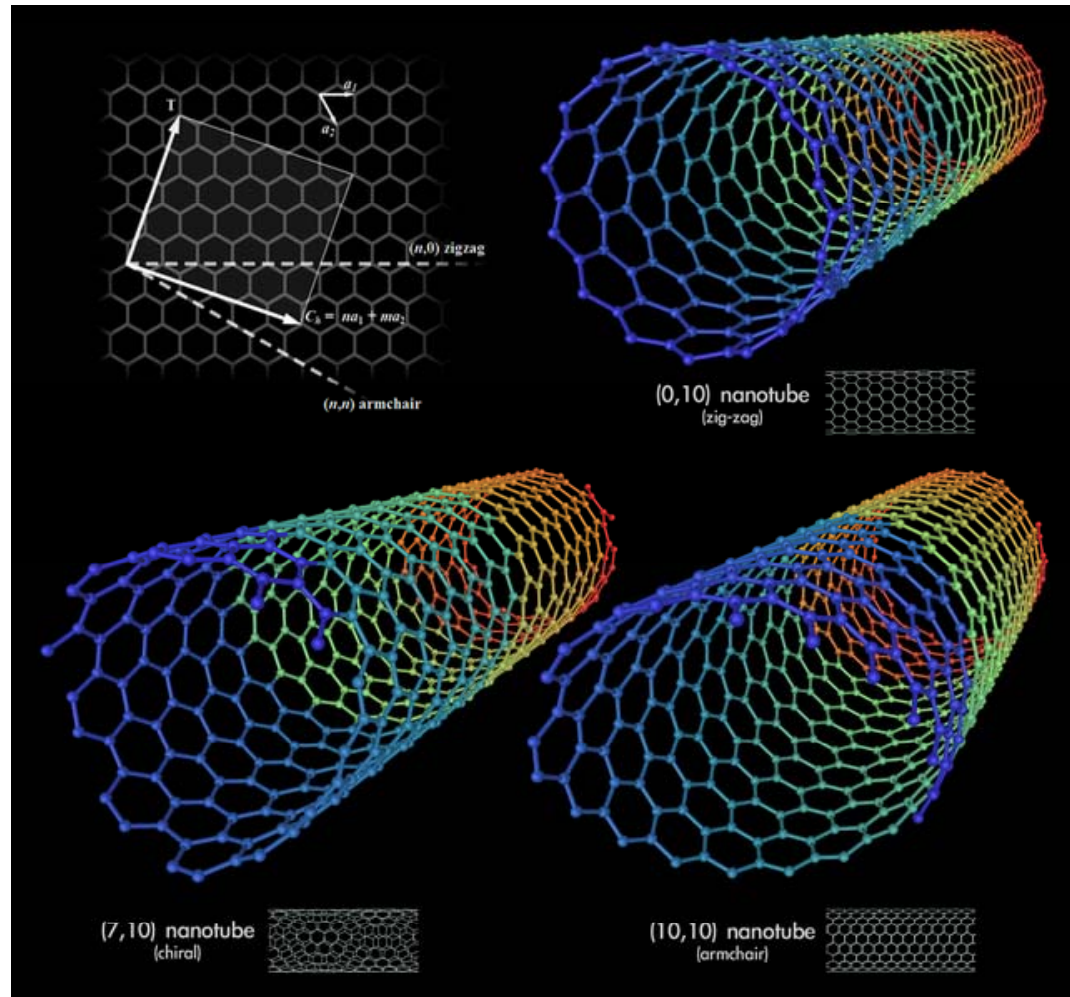 T
a1
a2
(n,0) zigzag
Ch = na1 + ma2
(n,n) armchair
(0,10) nanotube
(zig-zag)
(7,10) nanotube
(chiral)
(10,10) nanotube
(armchair)